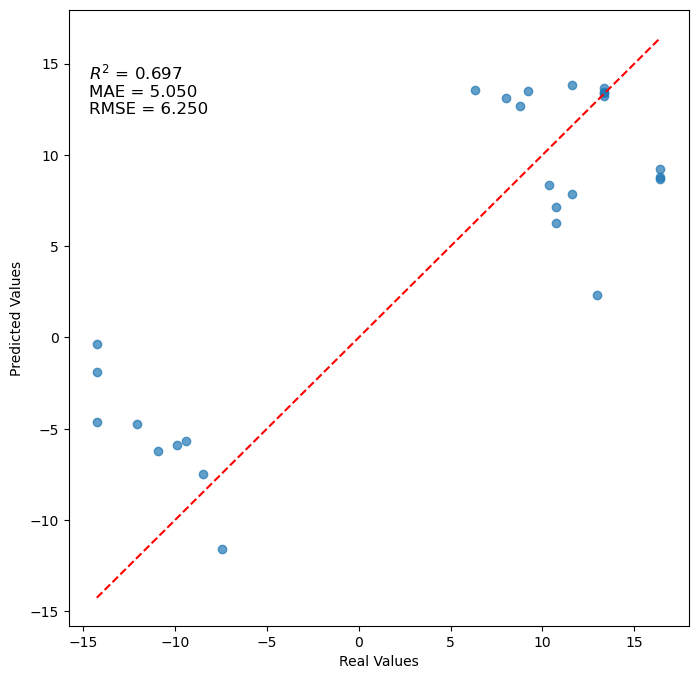 R² = 0.697
MAE = 5.050
RMSE = 6.250
15
10
5
0
−5
−10
−15
Predicted Values
−15 −10 −5 0 5 10 15
Real Values